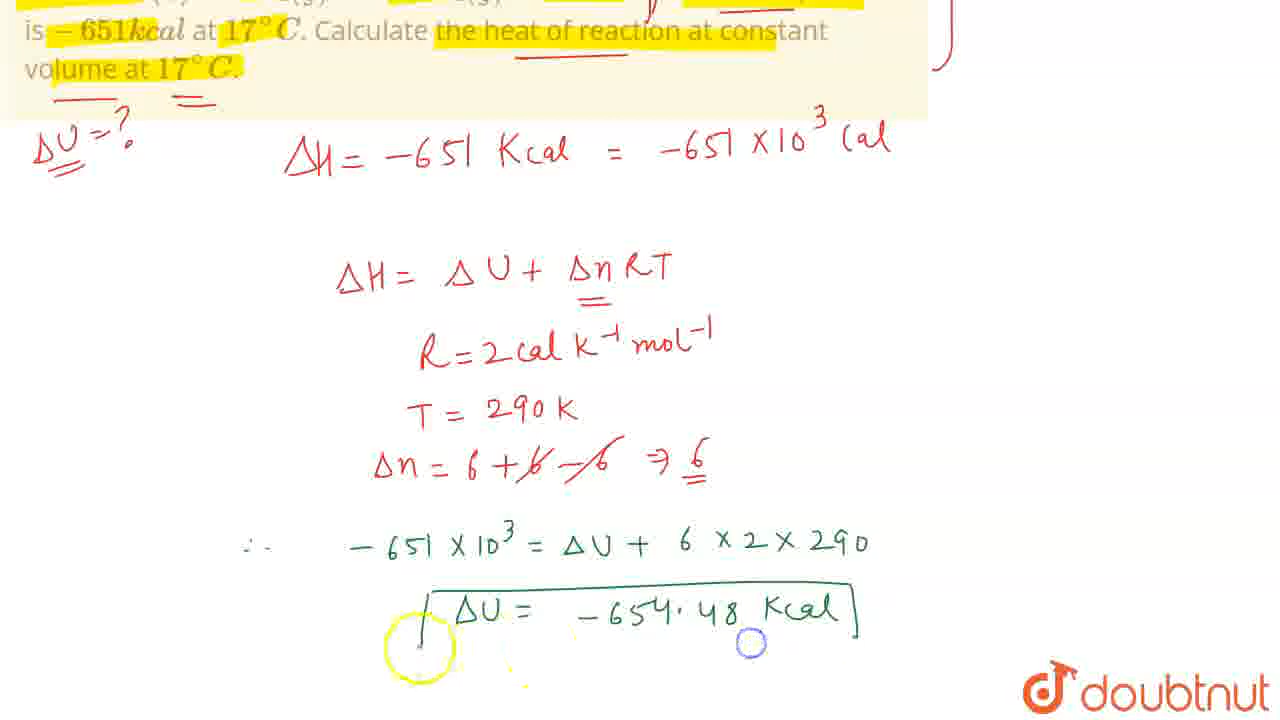 is − 651kcal at 17°C. Calculate the heat of reaction at constant
volume at 17°C.
ΔU=?
ΔH = −651 Kcal = −651 × 10³ Cal
ΔH = ΔU + Δn RT
R = 2 cal K⁻¹ mol⁻¹
T = 290 K
Δn = 6 + 6 − 6 ⇒ 6
∴ −651 × 10³ = ΔU + 6 × 2 × 290
ΔU = −654.48 Kcal
doubtnut